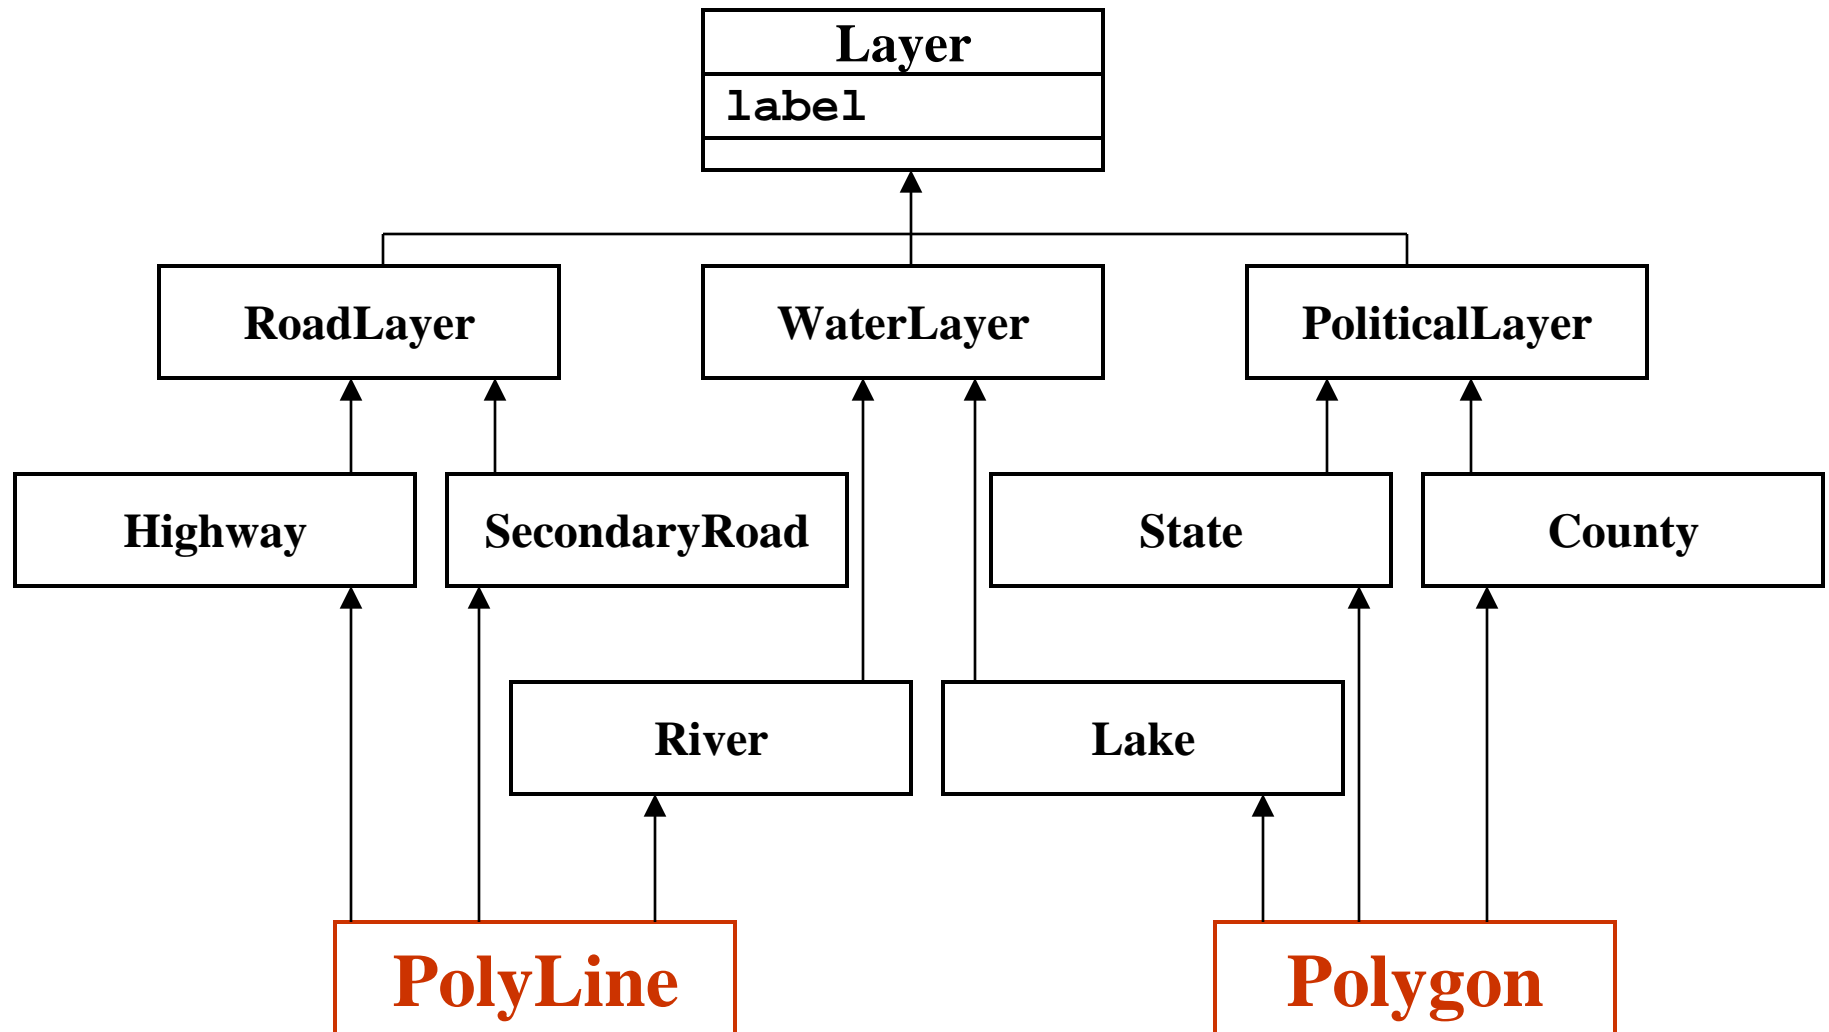 Layer
label
RoadLayer
WaterLayer
PoliticalLayer
Highway
SecondaryRoad
State
County
River
Lake
PolyLine
Polygon